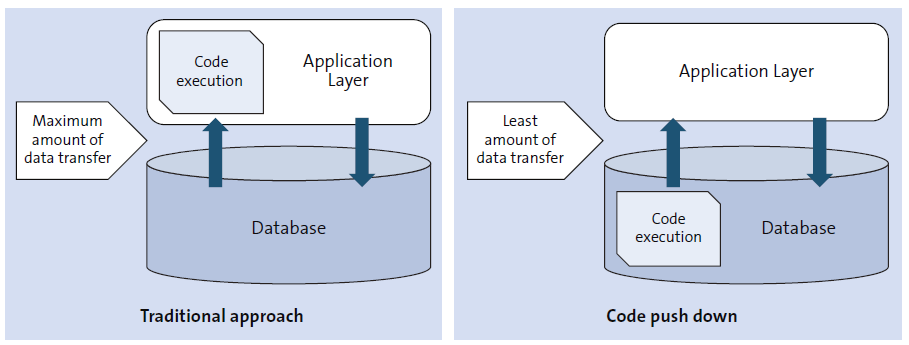 Code
execution
Application
Layer
Maximum
amount of
data transfer
Database
Traditional approach
Application Layer
Least
amount of
data transfer
Code
execution
Database
Code push down